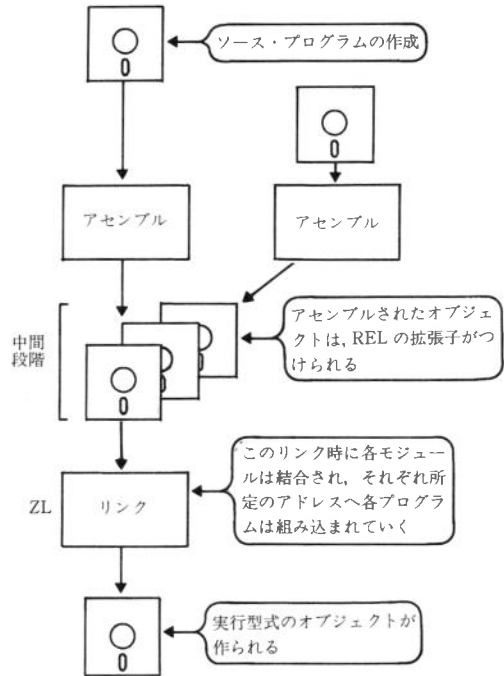 ソース・プログラムの作成
アセンブル
アセンブル
アセンブルされたオブジェ
クトは, REL の拡張子がつ
けられる
中間
段階
このリンク時に各モジュー
ルは結合され, それぞれ所
定のアドレスへ各プログラ
ムは組み込まれていく
ZL
リンク
実行型式のオブジェクトが
作られる